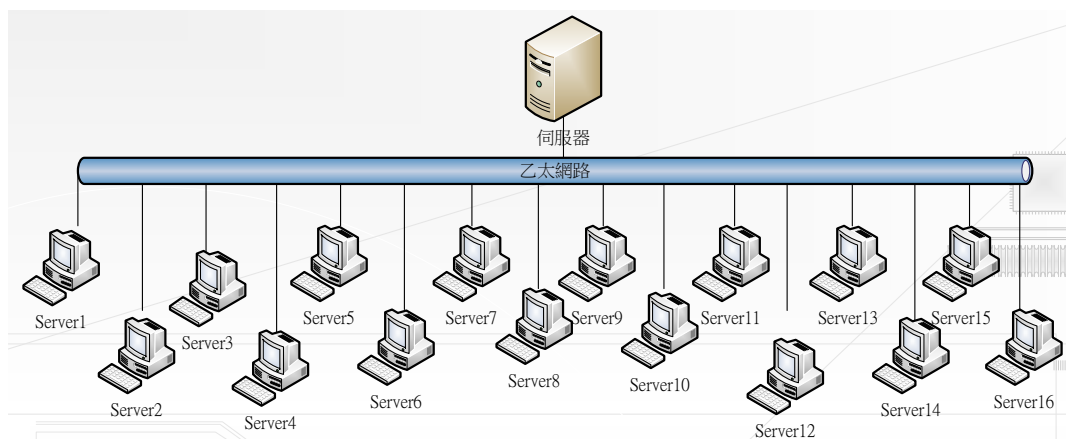 伺服器
乙太網路
Server1
Server2
Server3
Server4
Server5
Server6
Server7
Server8
Server9
Server10
Server11
Server12
Server13
Server14
Server15
Server16